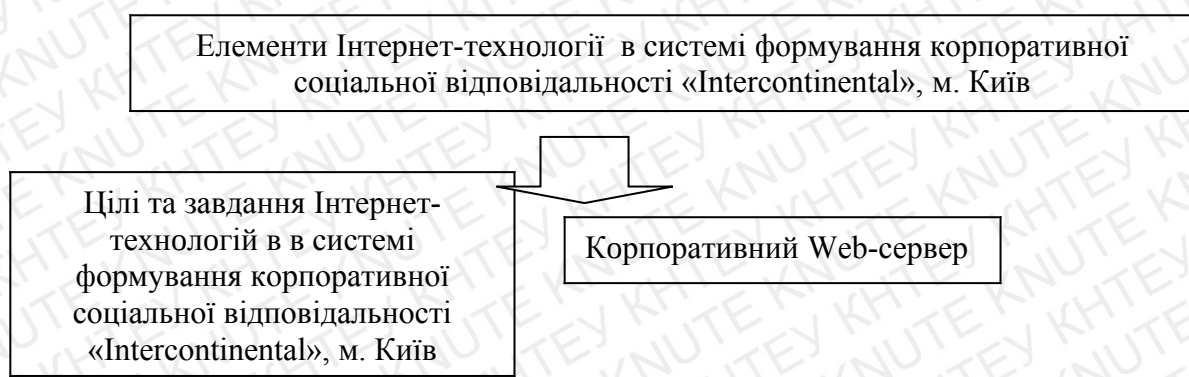 Елементи Інтернет-технології в системі формування корпоративної
соціальної відповідальності «Intercontinental», м. Київ
Цілі та завдання Інтернет-
технологій в в системі
формування корпоративної
соціальної відповідальності
«Intercontinental», м. Київ
Корпоративний Web-сервер